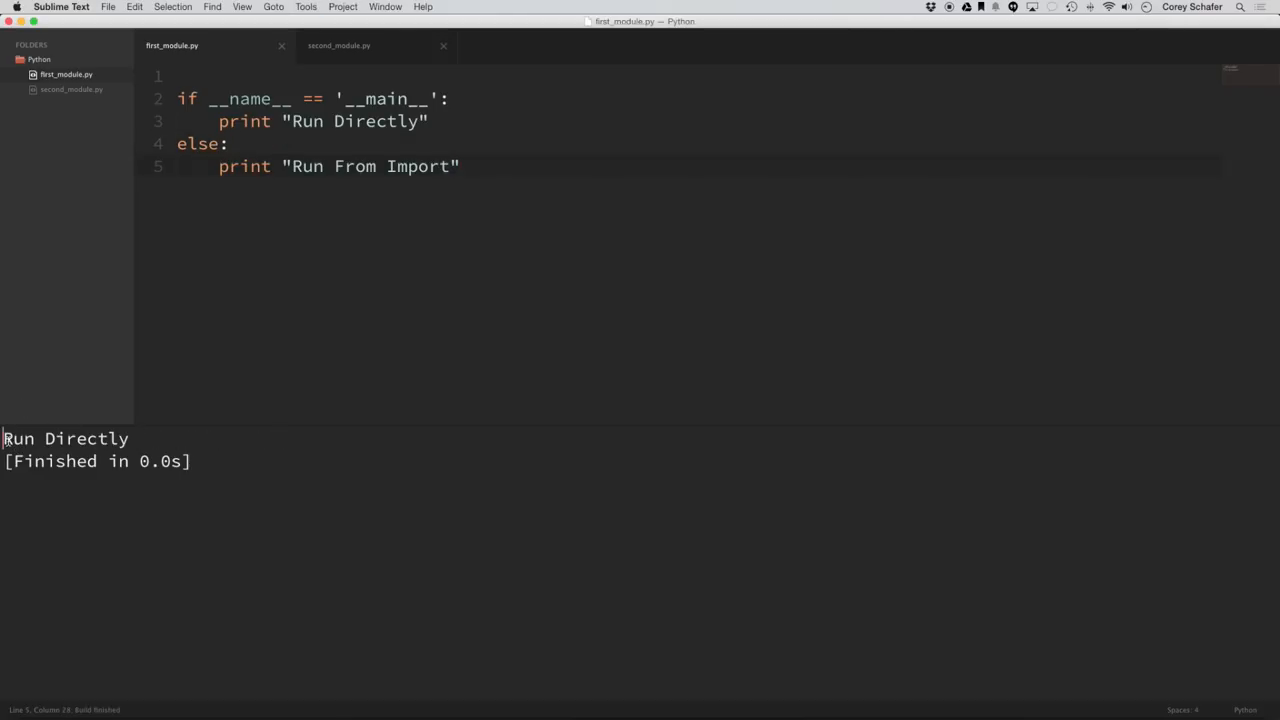 Sublime Text File Edit Selection Find View Goto Tools Project Window Help Corey Schafer
first_module.py — Python
FOLDERS
Python
first_module.py
second_module.py
first_module.py second_module.py
1
2 if __name__ == '__main__':
3 print "Run Directly"
4 else:
5 print "Run From Import"
Run Directly
[Finished in 0.0s]
Line 5, Column 28, Build finished Spaces: 4 Python